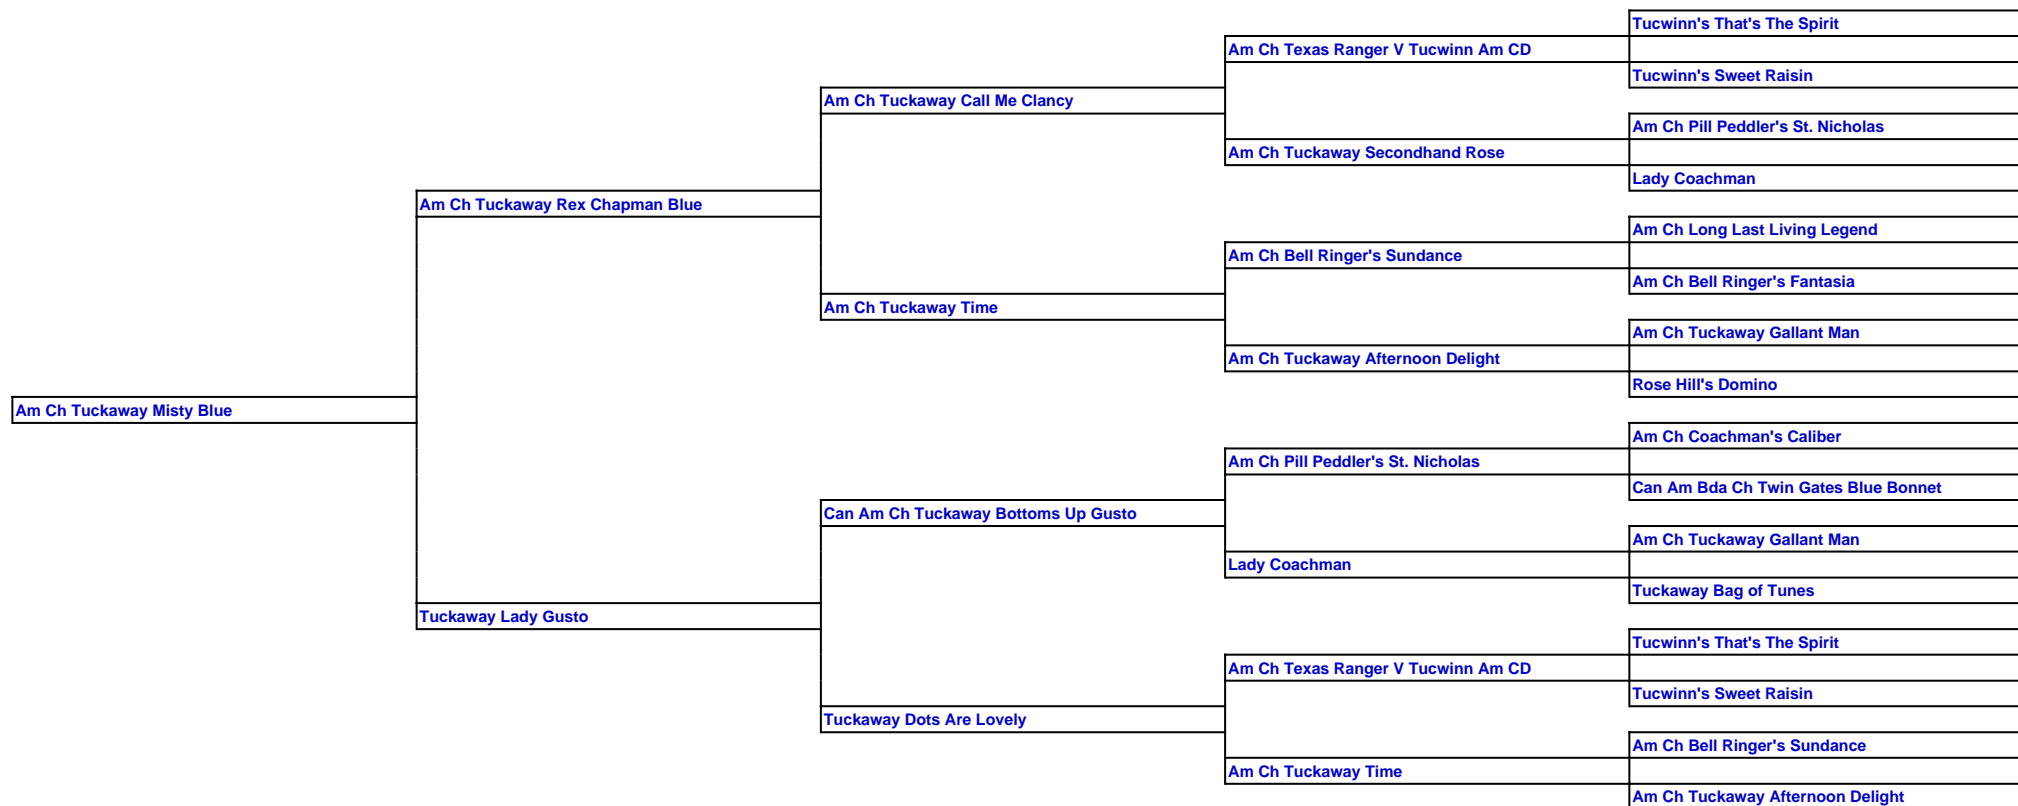 Tucwinn's That's The Spirit
Am Ch Texas Ranger V Tucwinn Am CD
Tucwinn's Sweet Raisin
Am Ch Tuckaway Call Me Clancy
Am Ch Pill Peddler's St. Nicholas
Am Ch Tuckaway Secondhand Rose
Lady Coachman
Am Ch Tuckaway Rex Chapman Blue
Am Ch Long Last Living Legend
Am Ch Bell Ringer's Sundance
Am Ch Bell Ringer's Fantasia
Am Ch Tuckaway Time
Am Ch Tuckaway Gallant Man
Am Ch Tuckaway Afternoon Delight
Rose Hill's Domino
Am Ch Tuckaway Misty Blue
Am Ch Coachman's Caliber
Am Ch Pill Peddler's St. Nicholas
Can Am Bda Ch Twin Gates Blue Bonnet
Can Am Ch Tuckaway Bottoms Up Gusto
Am Ch Tuckaway Gallant Man
Lady Coachman
Tuckaway Bag of Tunes
Tuckaway Lady Gusto
Tucwinn's That's The Spirit
Am Ch Texas Ranger V Tucwinn Am CD
Tucwinn's Sweet Raisin
Tuckaway Dots Are Lovely
Am Ch Bell Ringer's Sundance
Am Ch Tuckaway Time
Am Ch Tuckaway Afternoon Delight